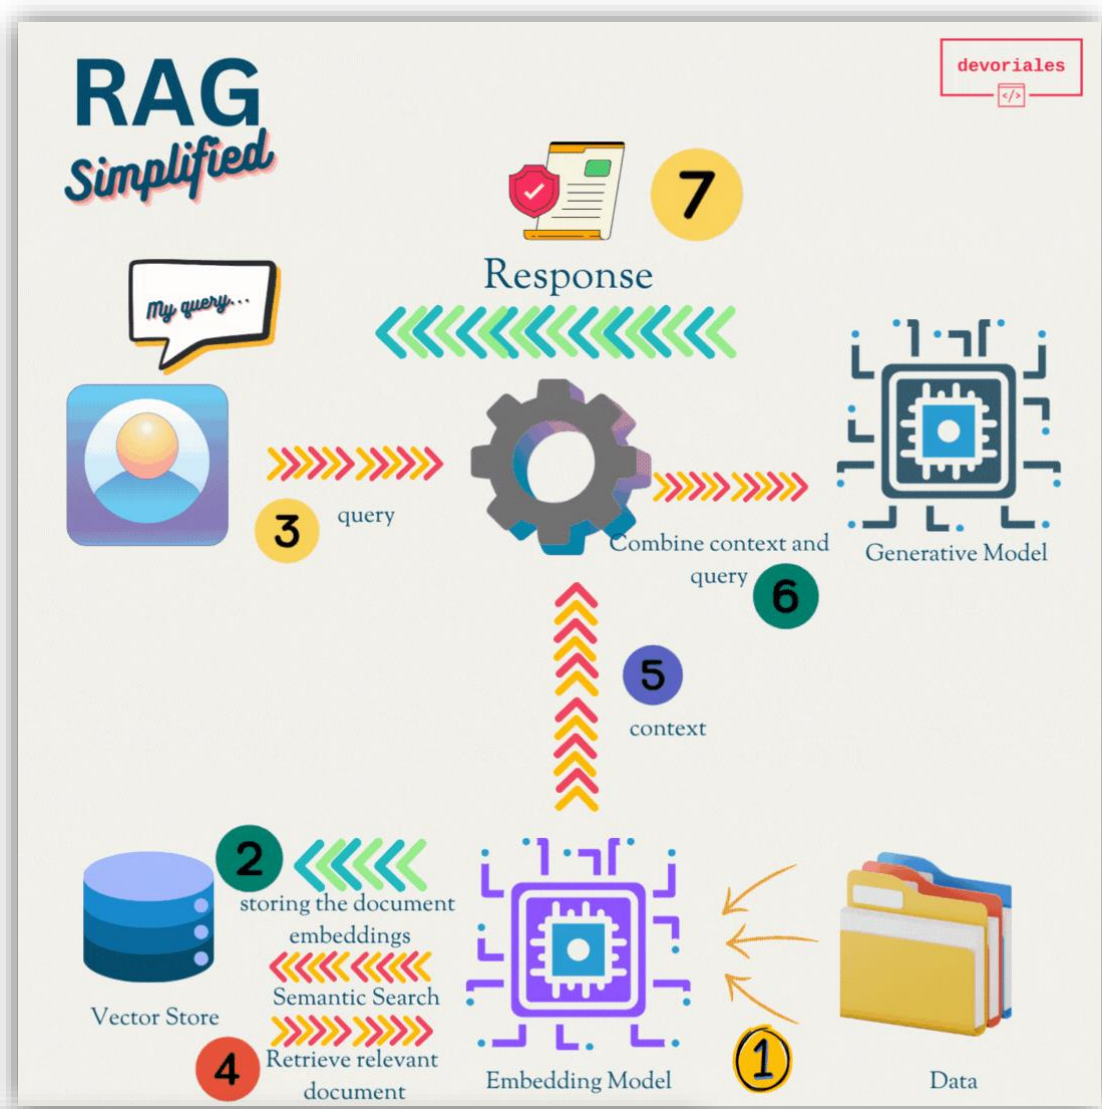 RAG
Simplified
devoriales
</>
7
Response
My query...
3
query
Combine context and
query
6
Generative Model
5
context
2
storing the document
embeddings
Semantic Search
4
Retrieve relevant
document
Vector Store
Embedding Model
1
Data